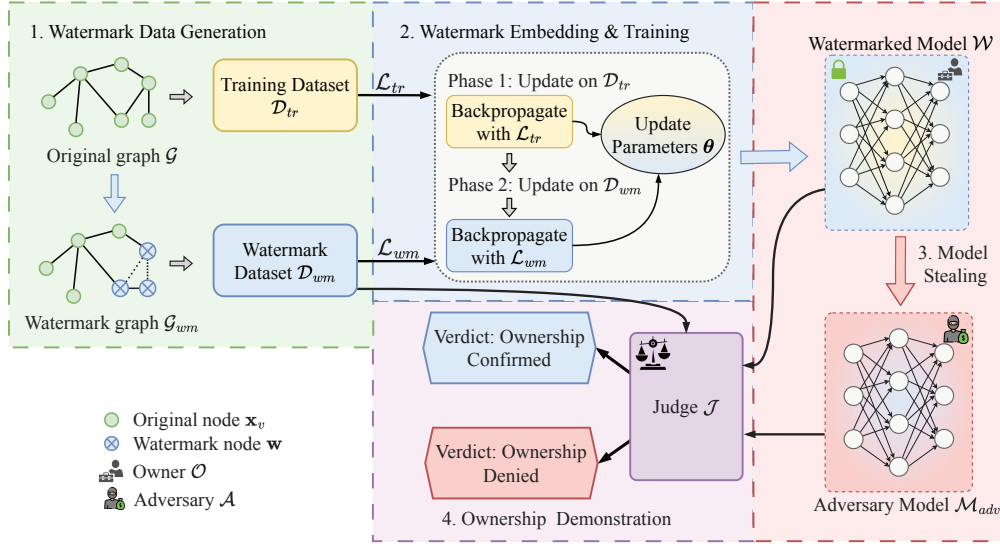 1. Watermark Data Generation
Original graph 𝒢
Training Dataset
𝒟_tr
Watermark graph 𝒢_wm
Watermark
Dataset 𝒟_wm
ℒ_tr
ℒ_wm
2. Watermark Embedding & Training
Phase 1: Update on 𝒟_tr
Backpropagate
with ℒ_tr
Update
Parameters θ
Phase 2: Update on 𝒟_wm
Backpropagate
with ℒ_wm
Watermarked Model 𝒲
3. Model
Stealing
Adversary Model ℳ_adv
Verdict: Ownership
Confirmed
Judge 𝒥
Verdict: Ownership
Denied
4. Ownership Demonstration
Original node x_v
Watermark node w
Owner 𝒪
Adversary 𝒜